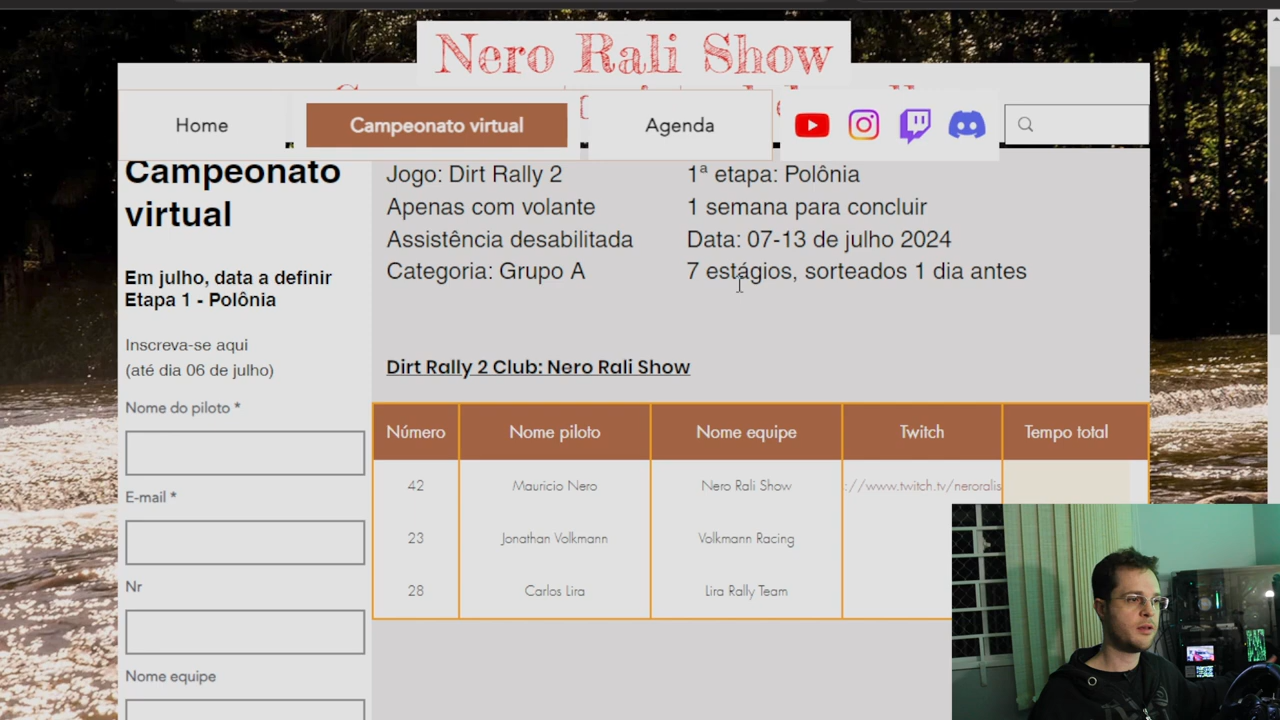 Nero Rali Show
Home
Campeonato virtual
Agenda
Campeonato
virtual
Em julho, data a definir
Etapa 1 - Polônia
Inscreva-se aqui
(até dia 06 de julho)
Nome do piloto *
E-mail *
Nr
Nome equipe
Jogo: Dirt Rally 2
Apenas com volante
Assistência desabilitada
Categoria: Grupo A
1ª etapa: Polônia
1 semana para concluir
Data: 07-13 de julho 2024
7 estágios, sorteados 1 dia antes
Dirt Rally 2 Club: Nero Rali Show
Número Nome piloto Nome equipe Twitch Tempo total
42 Mauricio Nero Nero Rali Show ://www.twitch.tv/neroralis
23 Jonathan Volkmann Volkmann Racing
28 Carlos Lira Lira Rally Team